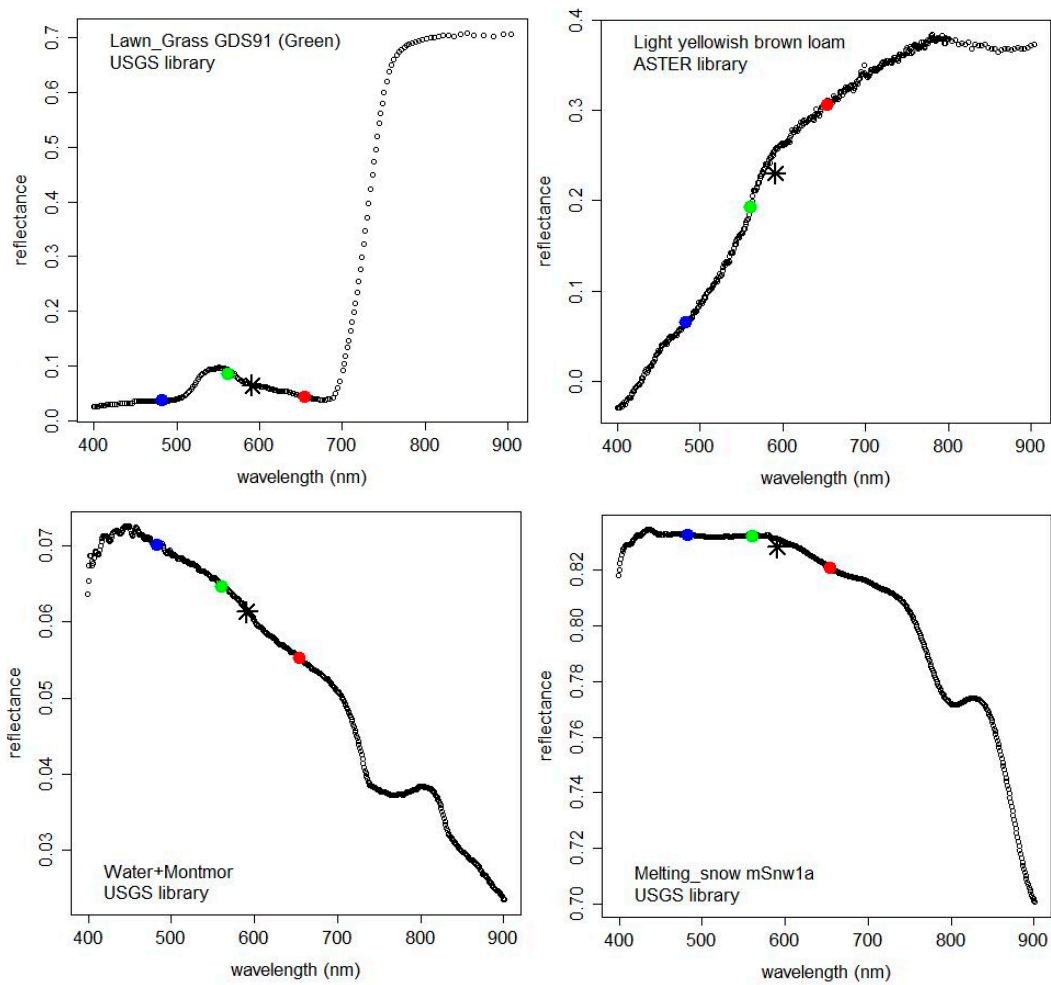 Lawn_Grass GDS91 (Green)
USGS library
reflectance
0.0 0.1 0.2 0.3 0.4 0.5 0.6 0.7
400 500 600 700 800 900
wavelength (nm)
Light yellowish brown loam
ASTER library
reflectance
0.0 0.1 0.2 0.3 0.4
400 500 600 700 800 900
wavelength (nm)
Water+Montmor
USGS library
reflectance
0.03 0.04 0.05 0.06 0.07
400 500 600 700 800 900
wavelength (nm)
Melting_snow mSnw1a
USGS library
reflectance
0.70 0.72 0.74 0.76 0.78 0.80 0.82
400 500 600 700 800 900
wavelength (nm)